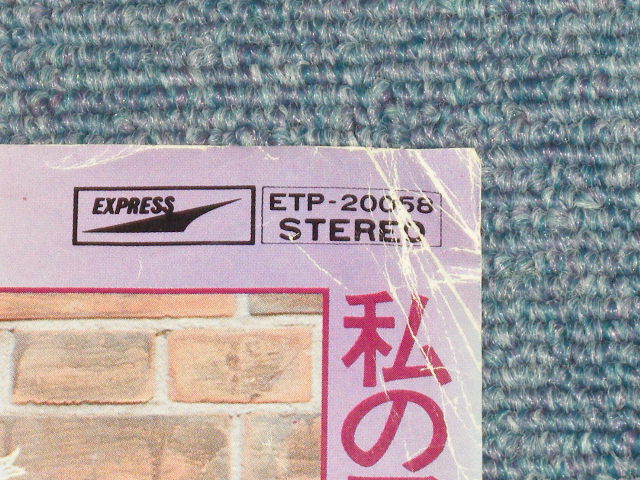 EXPRESS
ETP-20058
STEREO
私の